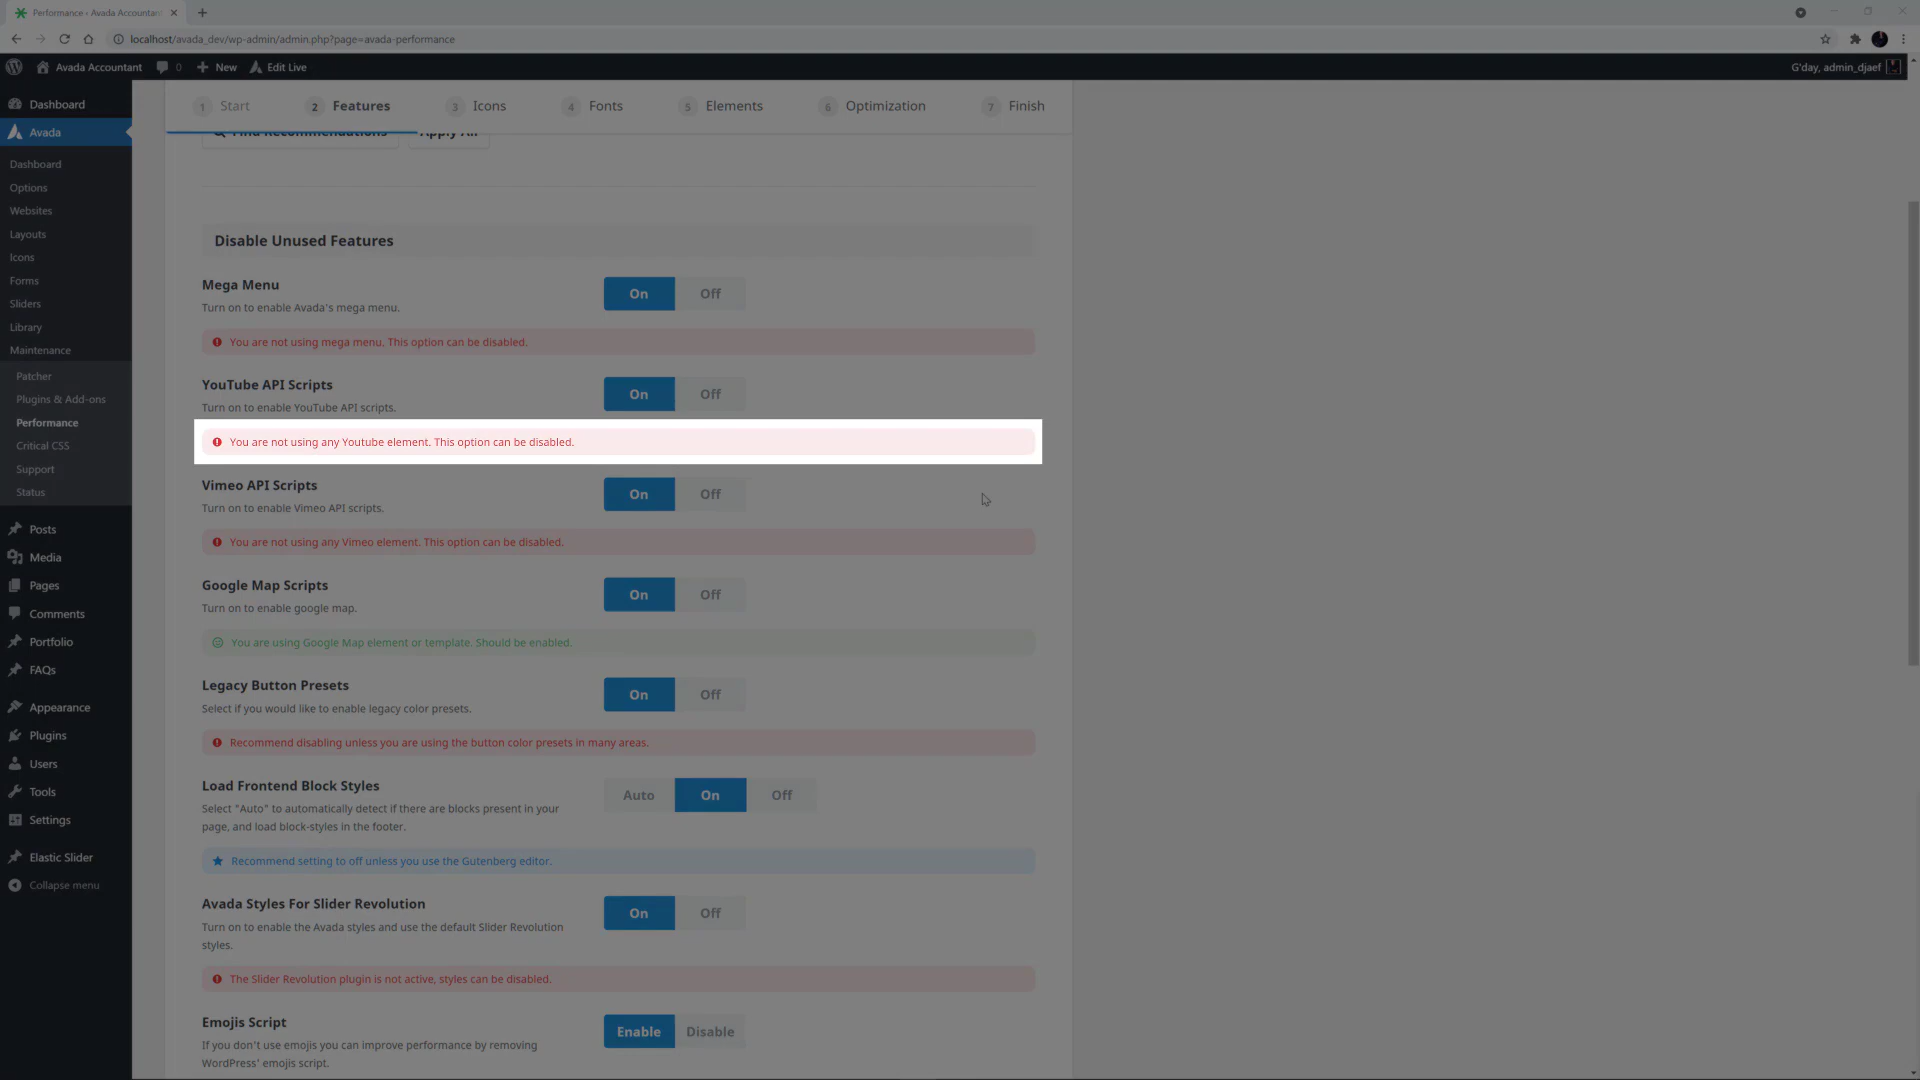 Performance ‹ Avada Accountant
localhost/avada_dev/wp-admin/admin.php?page=avada-performance
Avada Accountant
0
New
Edit Live
G'day, admin_djaef
Dashboard
Avada
Dashboard
Options
Websites
Layouts
Icons
Forms
Sliders
Library
Maintenance
Patcher
Plugins & Add-ons
Performance
Critical CSS
Support
Status
Posts
Media
Pages
Comments
Portfolio
FAQs
Appearance
Plugins
Users
Tools
Settings
Elastic Slider
Collapse menu
1 Start
2 Features
3 Icons
4 Fonts
5 Elements
6 Optimization
7 Finish
Find Recommendations
Apply All
Disable Unused Features
Mega Menu
On Off
Turn on to enable Avada's mega menu.
You are not using mega menu. This option can be disabled.
YouTube API Scripts
On Off
Turn on to enable YouTube API scripts.
You are not using any Youtube element. This option can be disabled.
Vimeo API Scripts
On Off
Turn on to enable Vimeo API scripts.
You are not using any Vimeo element. This option can be disabled.
Google Map Scripts
On Off
Turn on to enable google map.
You are using Google Map element or template. Should be enabled.
Legacy Button Presets
On Off
Select if you would like to enable legacy color presets.
Recommend disabling unless you are using the button color presets in many areas.
Load Frontend Block Styles
Auto On Off
Select "Auto" to automatically detect if there are blocks present in your
page, and load block-styles in the footer.
Recommend setting to off unless you use the Gutenberg editor.
Avada Styles For Slider Revolution
On Off
Turn on to enable the Avada styles and use the default Slider Revolution
styles.
The Slider Revolution plugin is not active, styles can be disabled.
Emojis Script
Enable Disable
If you don't use emojis you can improve performance by removing
WordPress' emojis script.